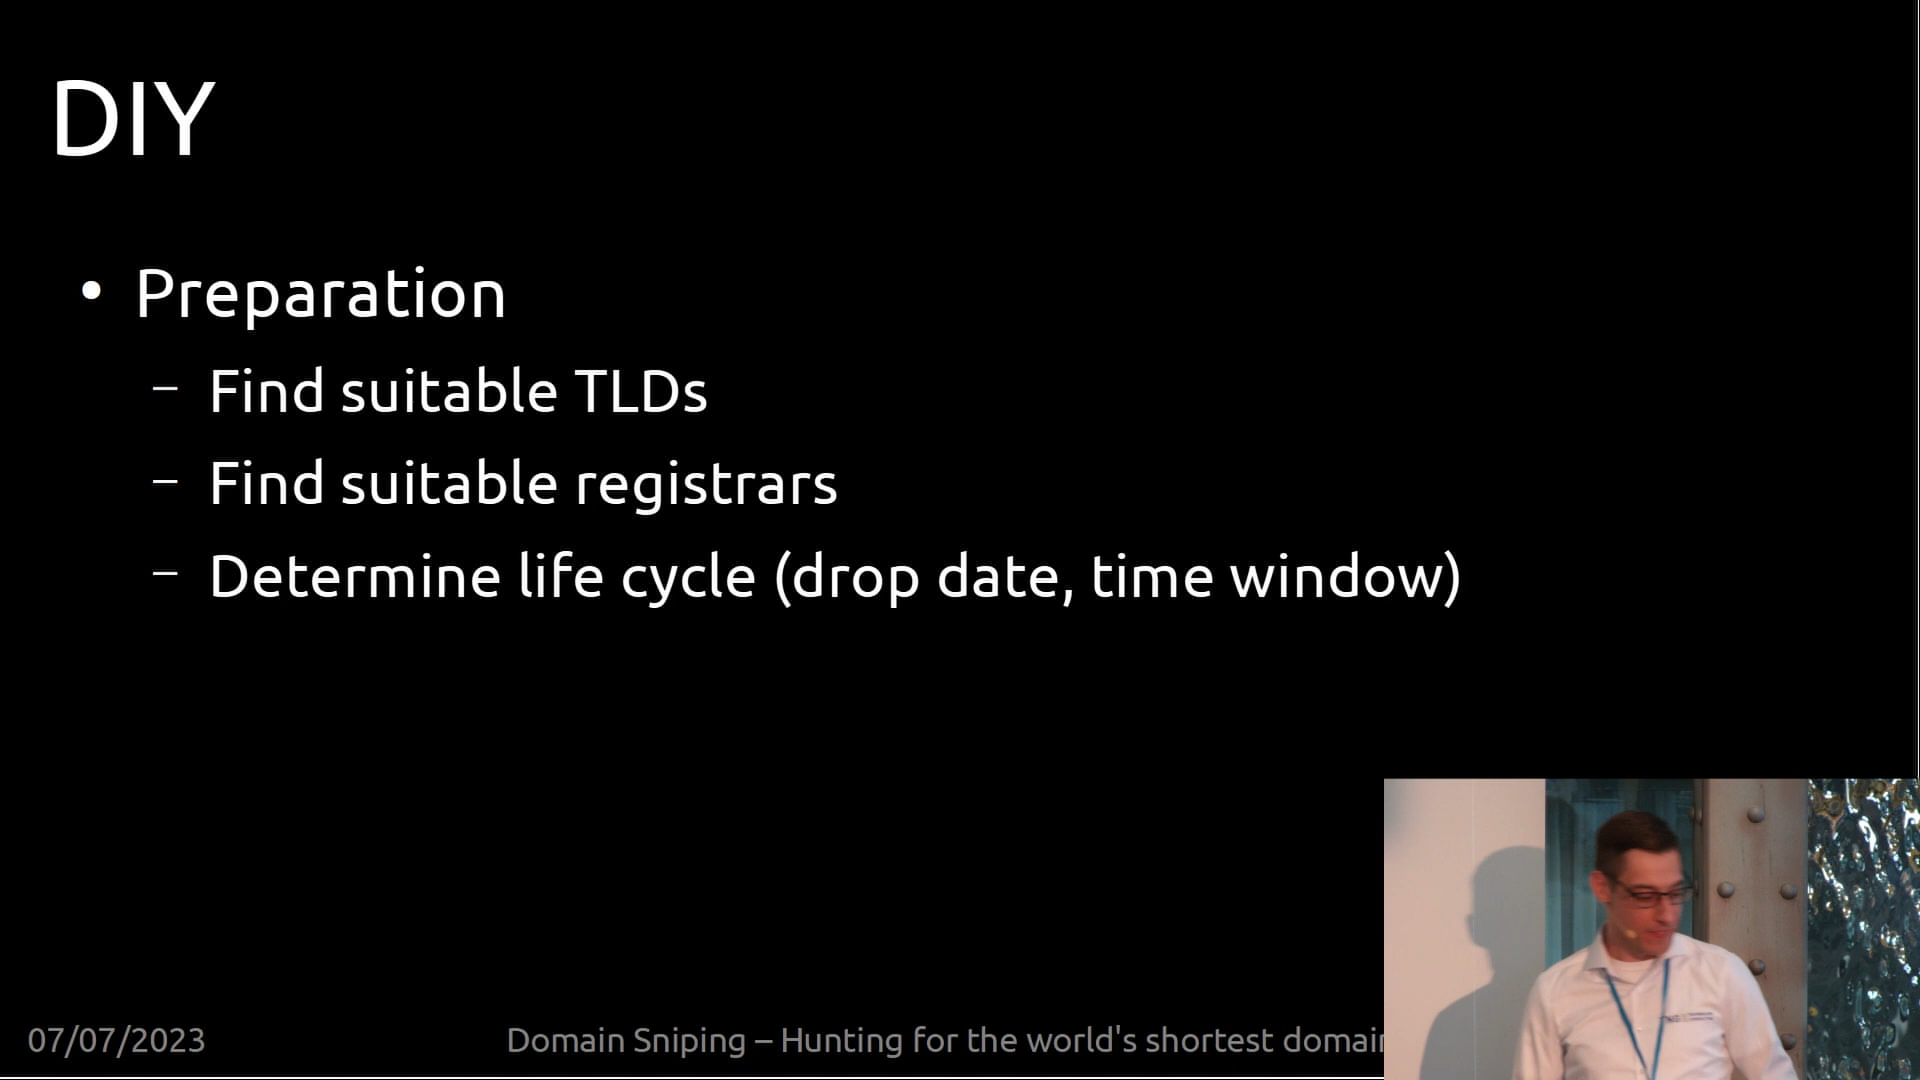 DIY
• Preparation
– Find suitable TLDs
– Find suitable registrars
– Determine life cycle (drop date, time window)
07/07/2023
Domain Sniping – Hunting for the world's shortest domain